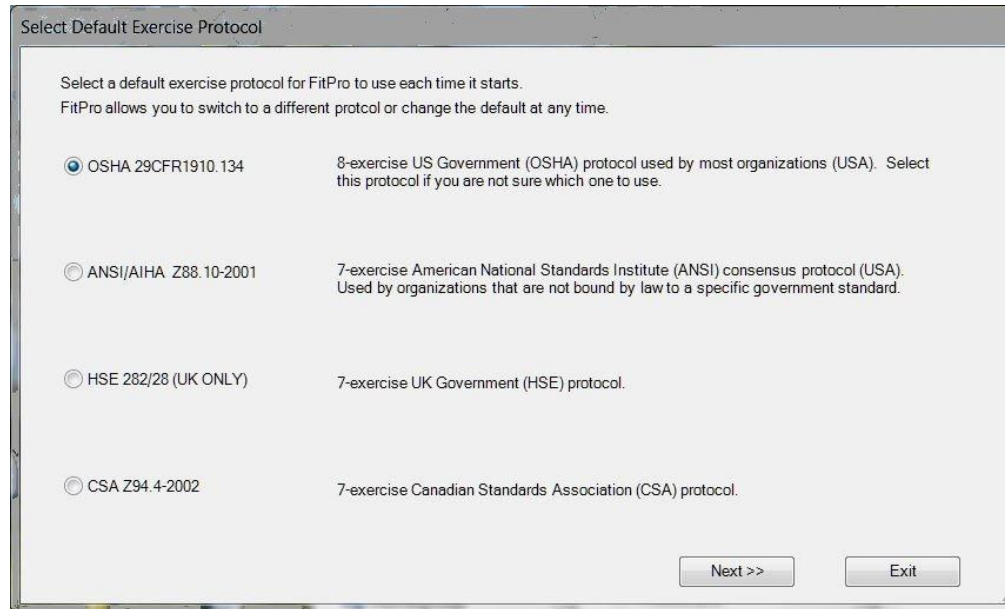 Select Default Exercise Protocol
Select a default exercise protocol for FitPro to use each time it starts.
FitPro allows you to switch to a different protcol or change the default at any time.
OSHA 29CFR1910.134
8-exercise US Government (OSHA) protocol used by most organizations (USA). Select
this protocol if you are not sure which one to use.
ANSI/AIHA Z88.10-2001
7-exercise American National Standards Institute (ANSI) consensus protocol (USA).
Used by organizations that are not bound by law to a specific government standard.
HSE 282/28 (UK ONLY)
7-exercise UK Government (HSE) protocol.
CSA Z94.4-2002
7-exercise Canadian Standards Association (CSA) protocol.
Next >>
Exit